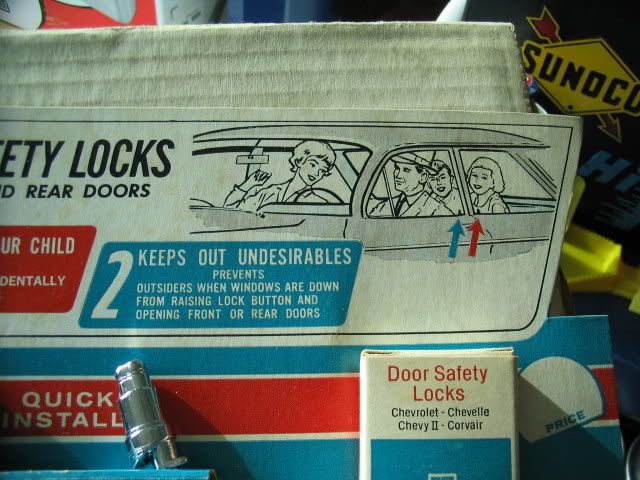 SUNOCO
ETY LOCKS
D REAR DOORS
UR CHILD
DENTALLY
2 KEEPS OUT UNDESIRABLES
PREVENTS
OUTSIDERS WHEN WINDOWS ARE DOWN
FROM RAISING LOCK BUTTON AND
OPENING FRONT OR REAR DOORS
QUICK
INSTALL
Door Safety
Locks
Chevrolet - Chevelle
Chevy II - Corvair
PRICE